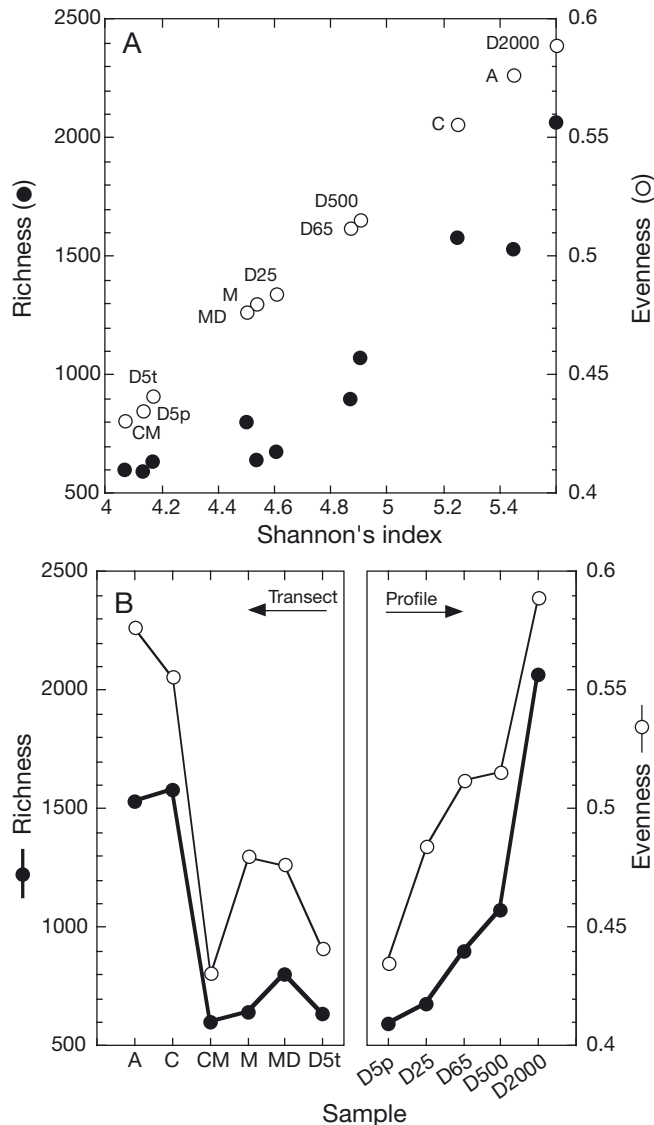 A
2500
2000
1500
1000
500
Richness (●)
0.6
0.55
0.5
0.45
0.4
Evenness (○)
D2000
A
C
D500
D65
D25
M
MD
D5t
D5p
CM
4 4.2 4.4 4.6 4.8 5 5.2 5.4
Shannon's index
B
2500
2000
1500
1000
500
Richness
Transect
Profile
0.6
0.55
0.5
0.45
0.4
Evenness
A C CM M MD D5t
D5p D25 D65 D500 D2000
Sample